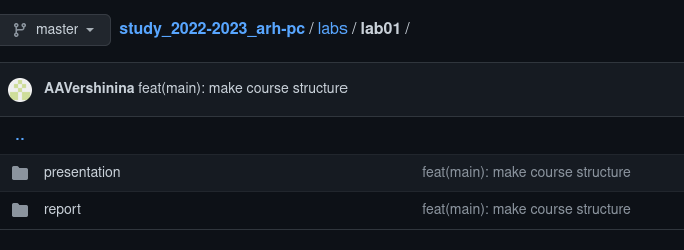 master study_2022-2023_arh-pc / labs / lab01 /
AAVershinina feat(main): make course structure
..
presentation feat(main): make course structure
report feat(main): make course structure